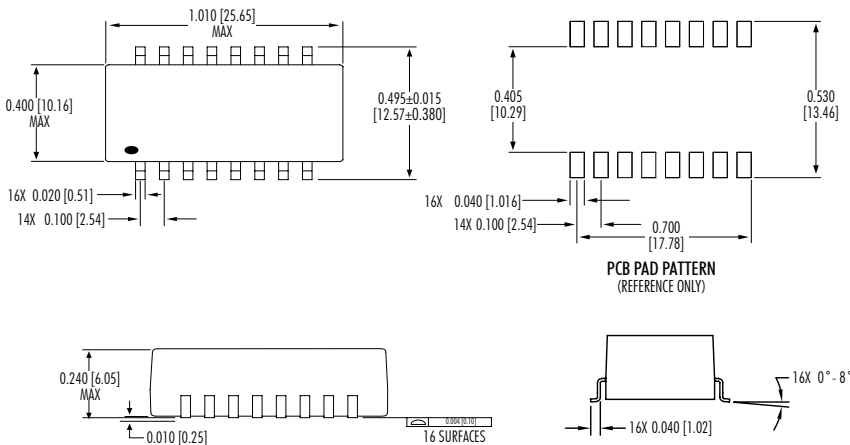 1.010 [25.65]
MAX
0.400 [10.16]
MAX
0.495±0.015
[12.57±0.380]
16X 0.020 [0.51]
14X 0.100 [2.54]
0.405
[10.29]
0.530
[13.46]
16X 0.040 [1.016]
14X 0.100 [2.54]
0.700
[17.78]
PCB PAD PATTERN
(REFERENCE ONLY)
0.240 [6.05]
MAX
0.010 [0.25]
0.004 [0.10]
16 SURFACES
16X 0°-8°
16X 0.040 [1.02]